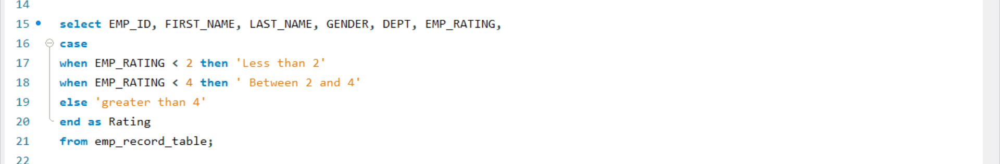 14
15 select EMP_ID, FIRST_NAME, LAST_NAME, GENDER, DEPT, EMP_RATING,
16 case
17 when EMP_RATING < 2 then 'Less than 2'
18 when EMP_RATING < 4 then ' Between 2 and 4'
19 else 'greater than 4'
20 end as Rating
21 from emp_record_table;
22